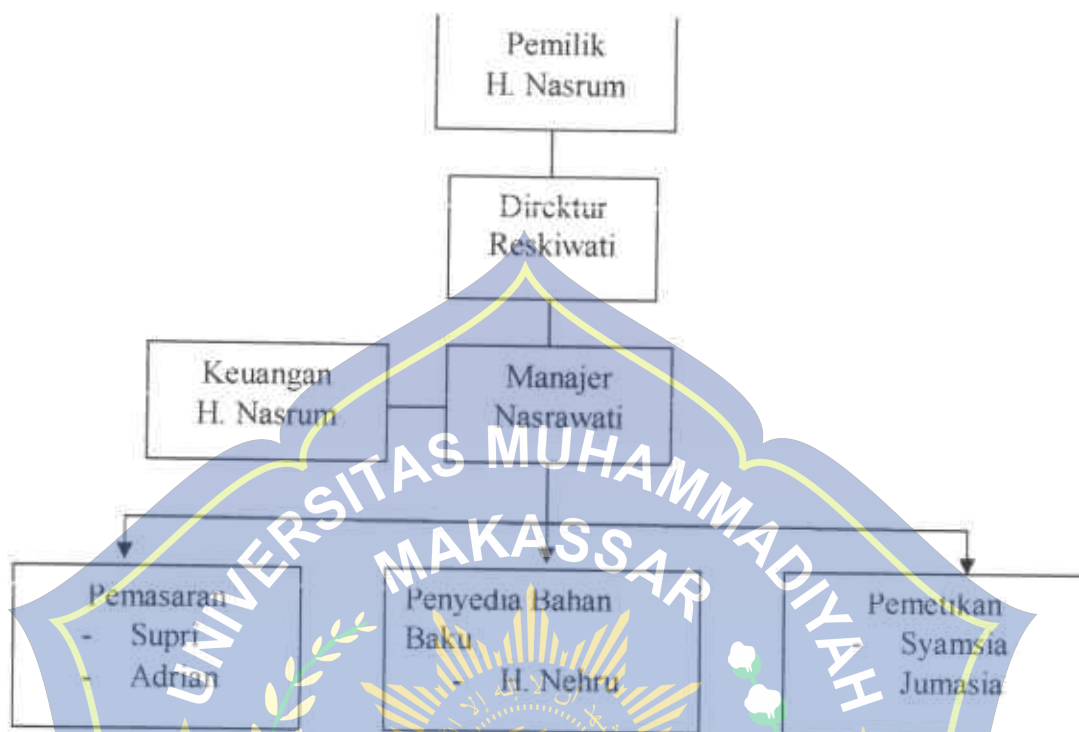 Pemilik
H. Nasrum
Direktur
Reskiwati
Keuangan
H. Nasrum
Manajer
Nasrawati
UNIVERSITAS MUHAMMADIYAH
MAKASSAR
Pemasaran
- Supri
- Adrian
Penyedia Bahan
Baku
- H. Nehru
Pemetikan
- Syamsia
Jumasia